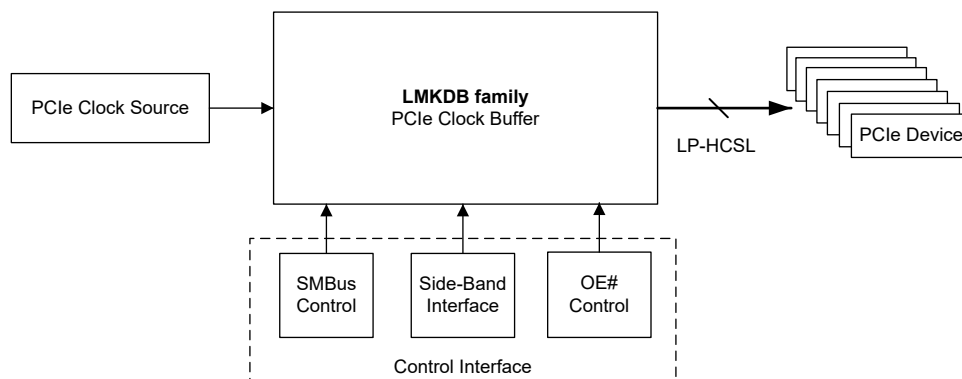 PCIe Clock Source
LMKDB family
PCIe Clock Buffer
LP-HCSL
PCIe Device
SMBus
Control
Side-Band
Interface
OE#
Control
Control Interface